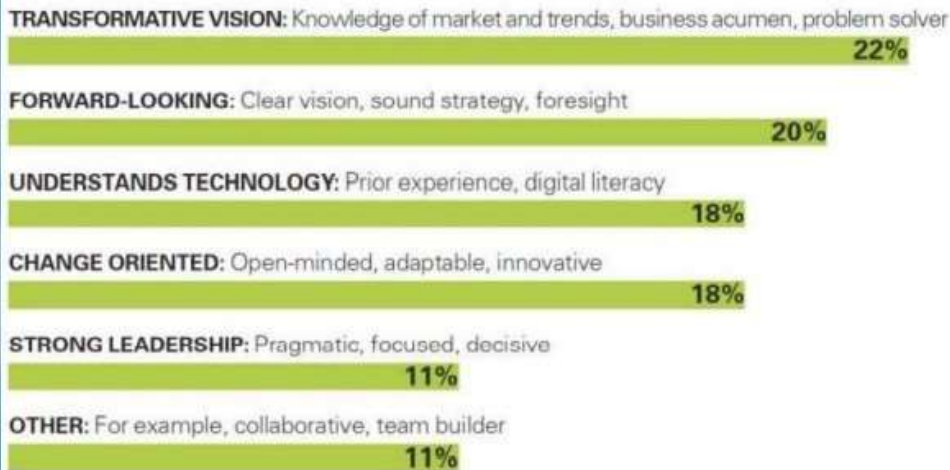 TRANSFORMATIVE VISION: Knowledge of market and trends, business acumen, problem solver
22%
FORWARD-LOOKING: Clear vision, sound strategy, foresight
20%
UNDERSTANDS TECHNOLOGY: Prior experience, digital literacy
18%
CHANGE ORIENTED: Open-minded, adaptable, innovative
18%
STRONG LEADERSHIP: Pragmatic, focused, decisive
11%
OTHER: For example, collaborative, team builder
11%